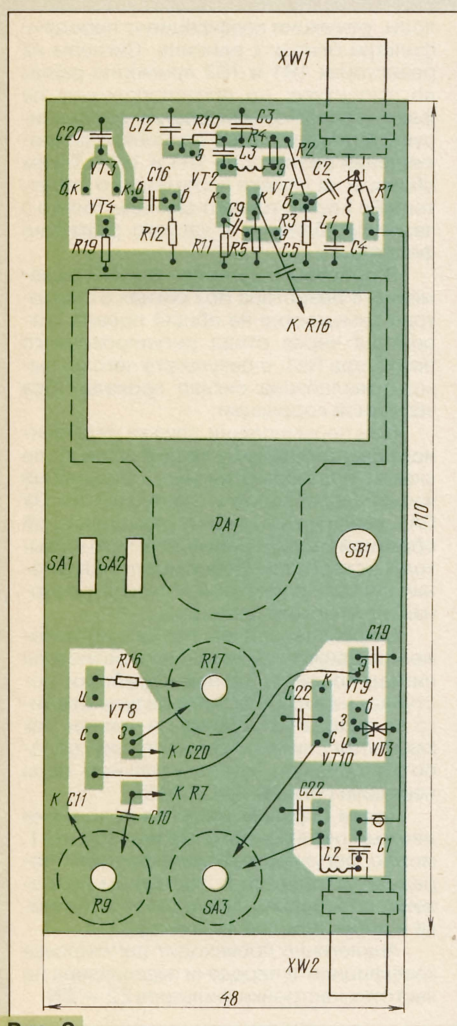 XW1
C20 C12 R10 C3
R4 R2
VT3 э L3 э C2
VT2
б,к к,б C16 б к к VT1 б R1
VT4 C9 э R3 L1
R19 R12 R11 R5 C5 C4
К R16
PA1
110
SA1 SA2 SB1
R16 R17 C19
и VT8 к э VT9
C22 б
с з з
К C20 с и VD3
VT10
К C11 К R7
C10 C22
C1
L2
R9 SA3
XW2
48